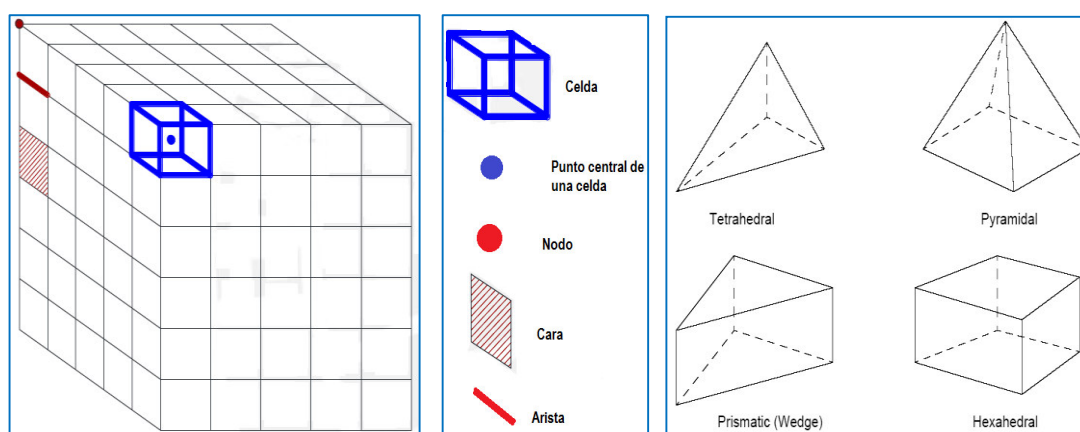 Celda
Punto central de
una celda
Nodo
Cara
Arista
Tetrahedral
Pyramidal
Prismatic (Wedge)
Hexahedral